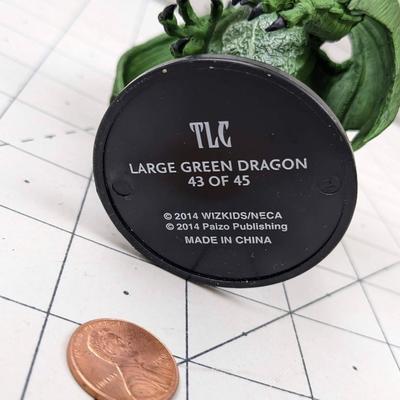 TLC
LARGE GREEN DRAGON
43 OF 45
© 2014 WIZKIDS/NECA
© 2014 Paizo Publishing
MADE IN CHINA